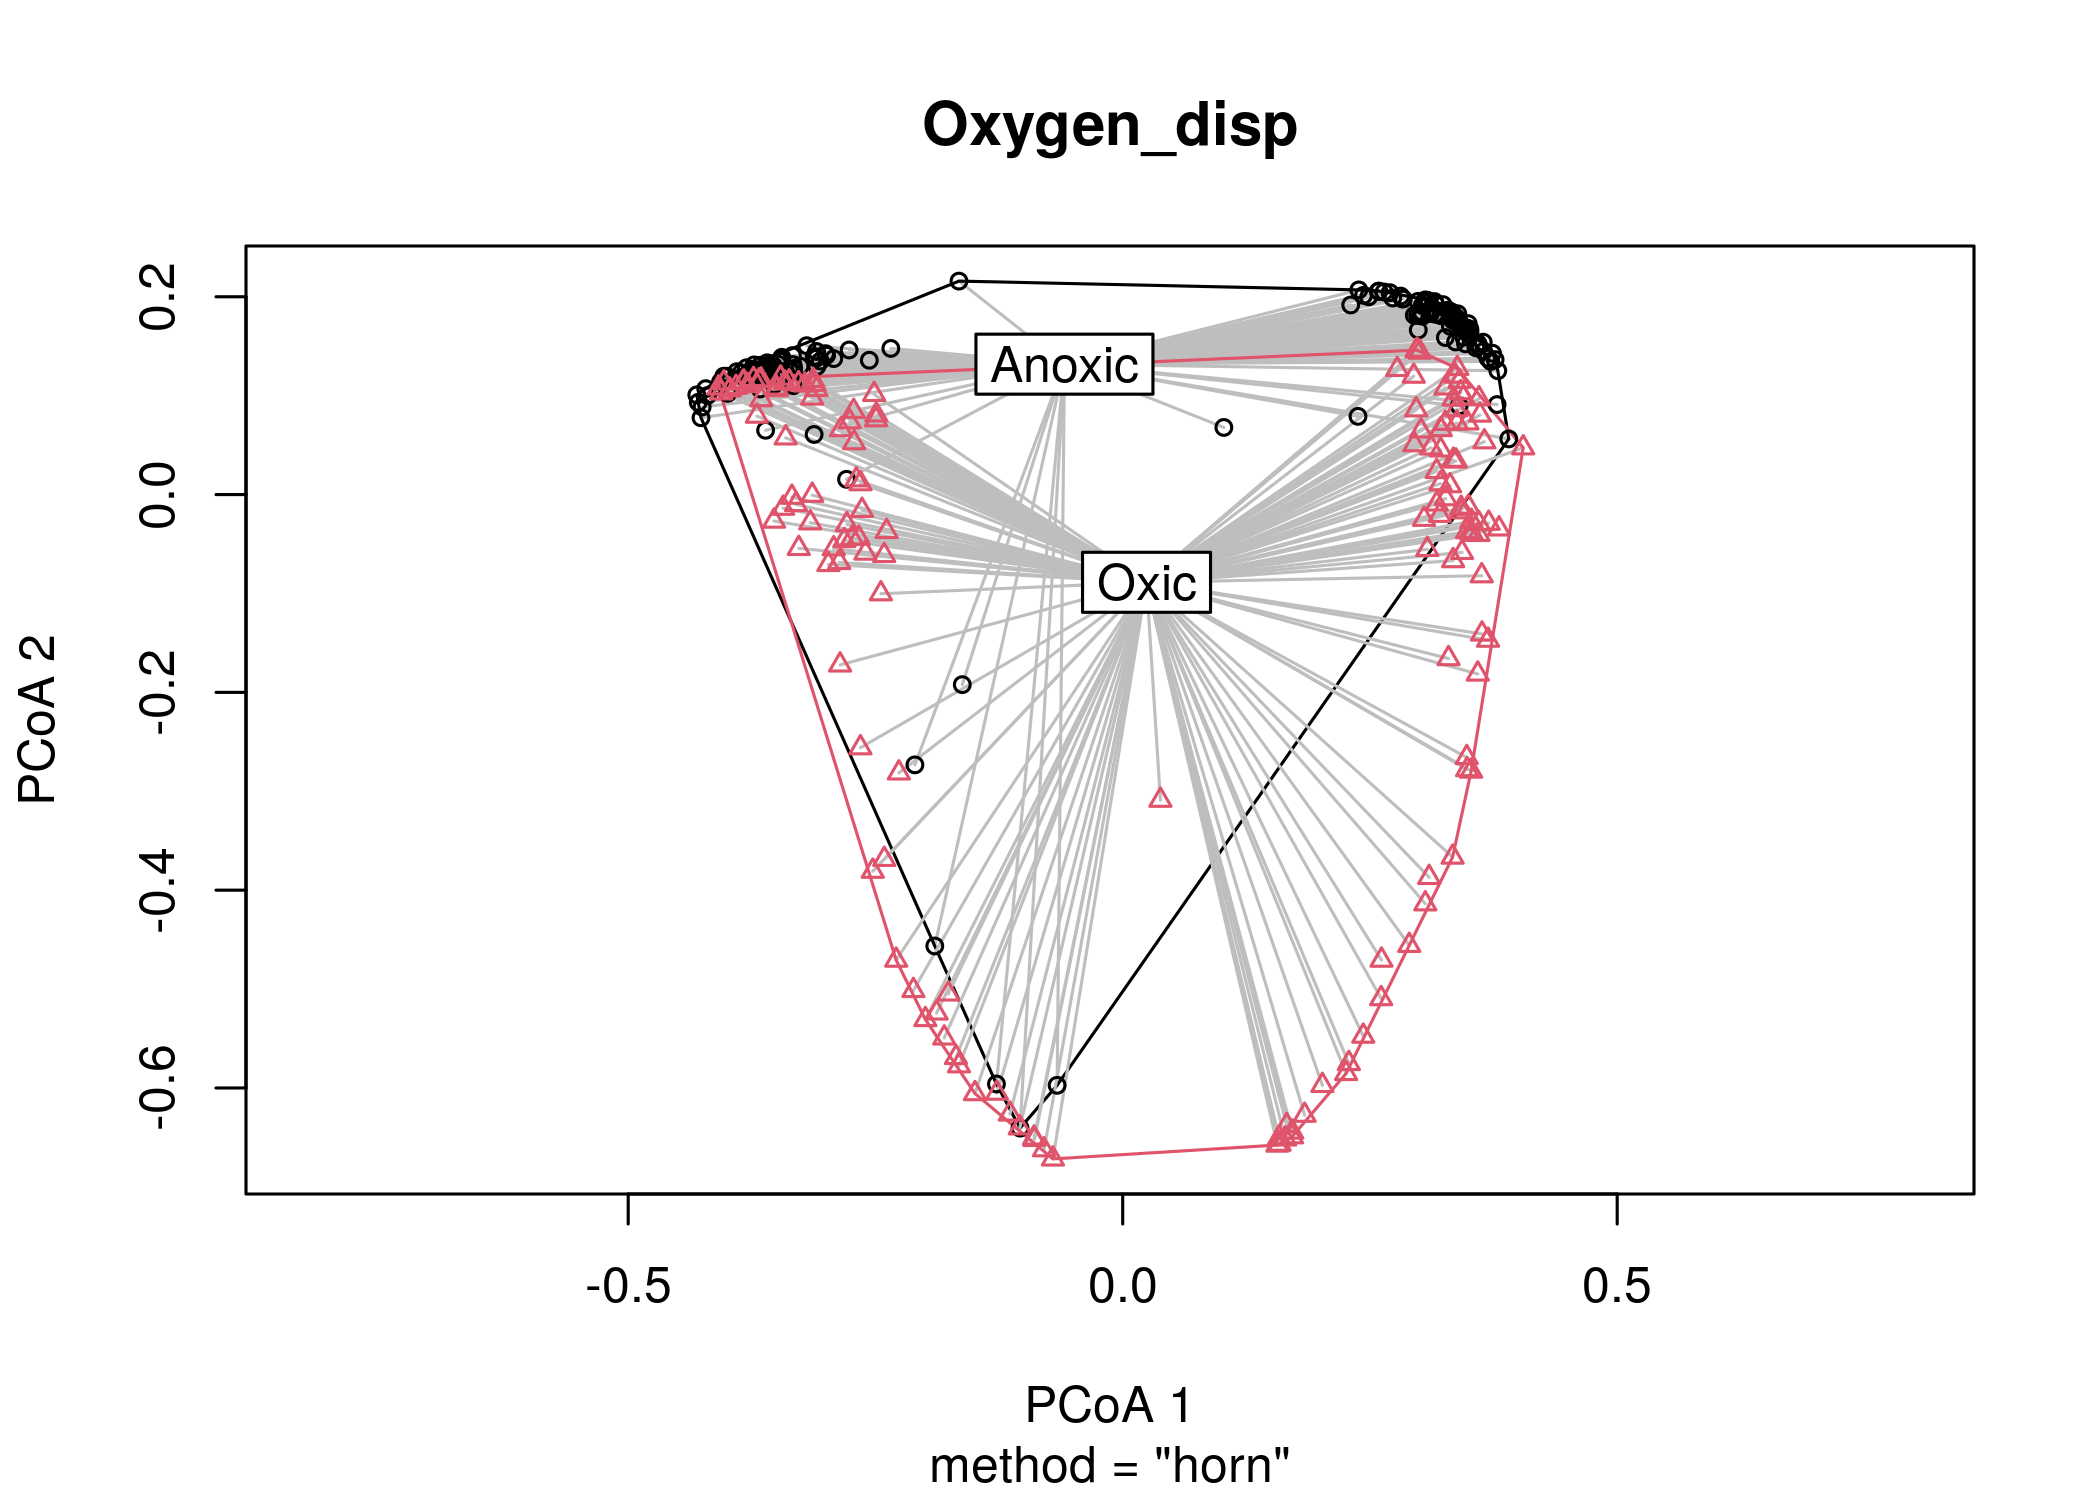 Oxygen_disp
0.2
Anoxic
0.0
Oxic
-0.2
PCoA 2
-0.4
-0.6
-0.5 0.0 0.5
PCoA 1
method = "horn"